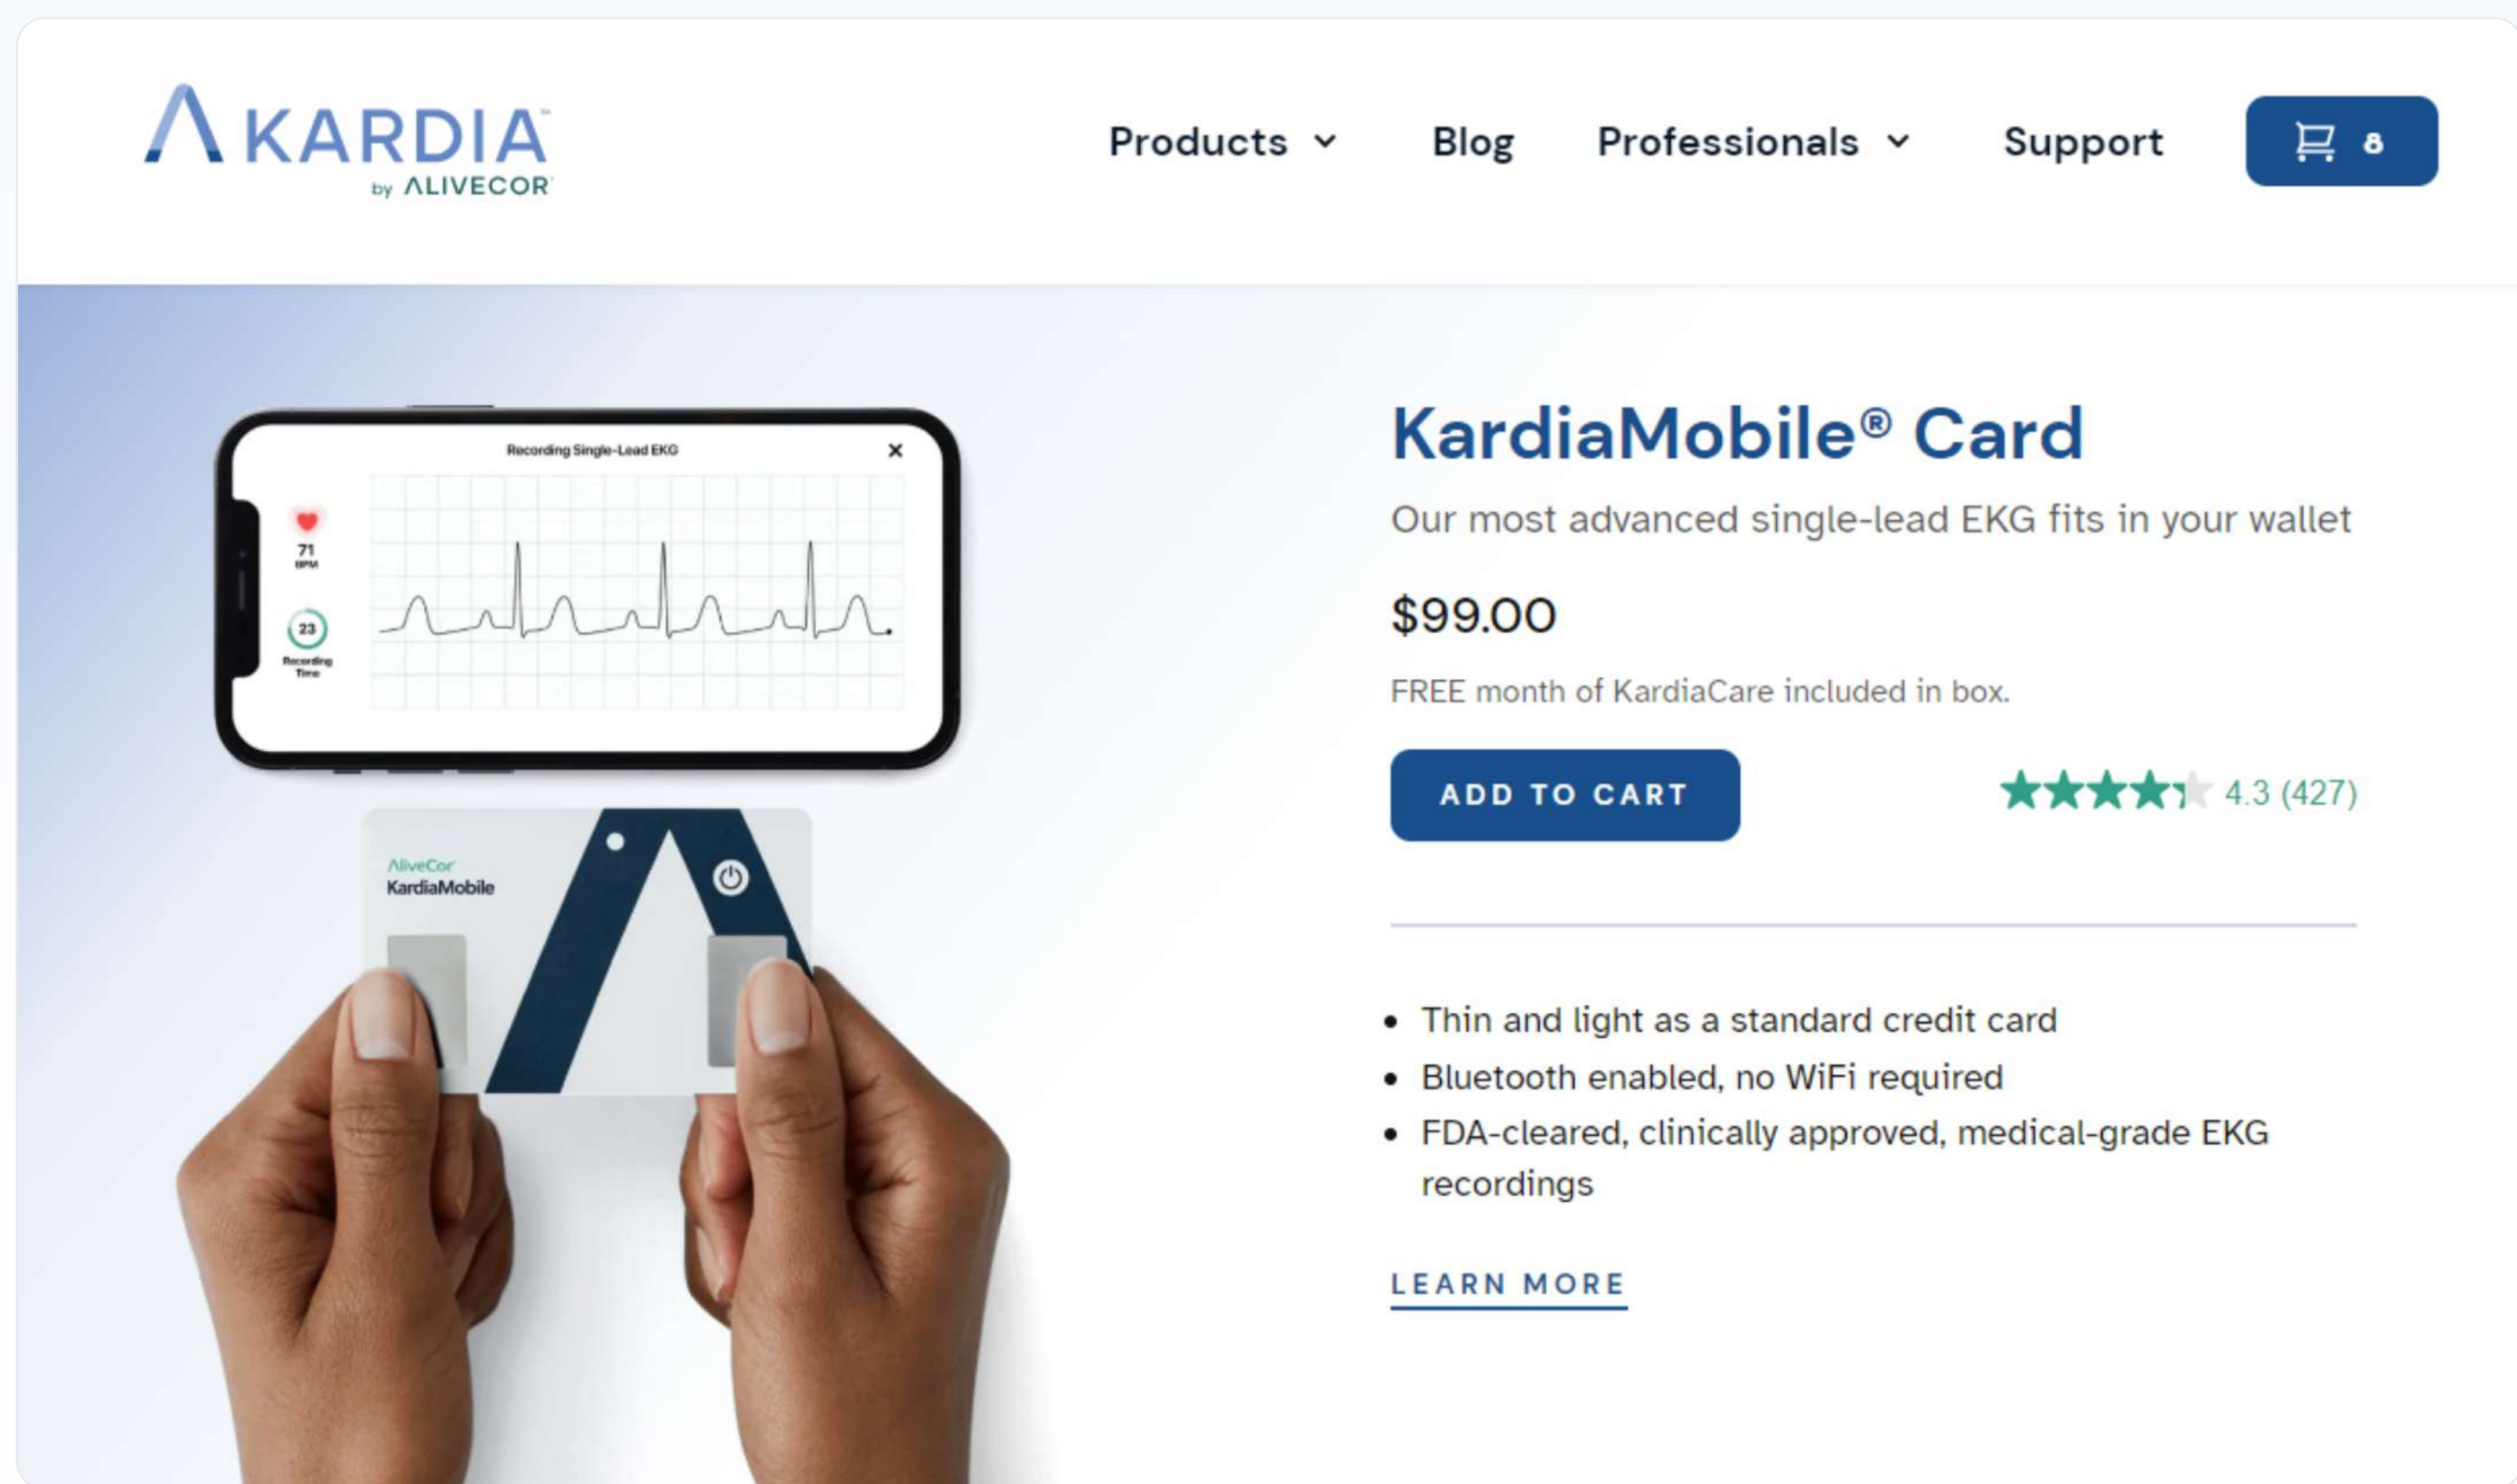 KARDIA™
by ALIVECOR
Products
Blog
Professionals
Support
8
Recording Single-Lead EKG
71
BPM
23
Recording
Time
AliveCor
KardiaMobile
KardiaMobile® Card
Our most advanced single-lead EKG fits in your wallet
$99.00
FREE month of KardiaCare included in box.
ADD TO CART
4.3 (427)
• Thin and light as a standard credit card
• Bluetooth enabled, no WiFi required
• FDA-cleared, clinically approved, medical-grade EKG
recordings
LEARN MORE